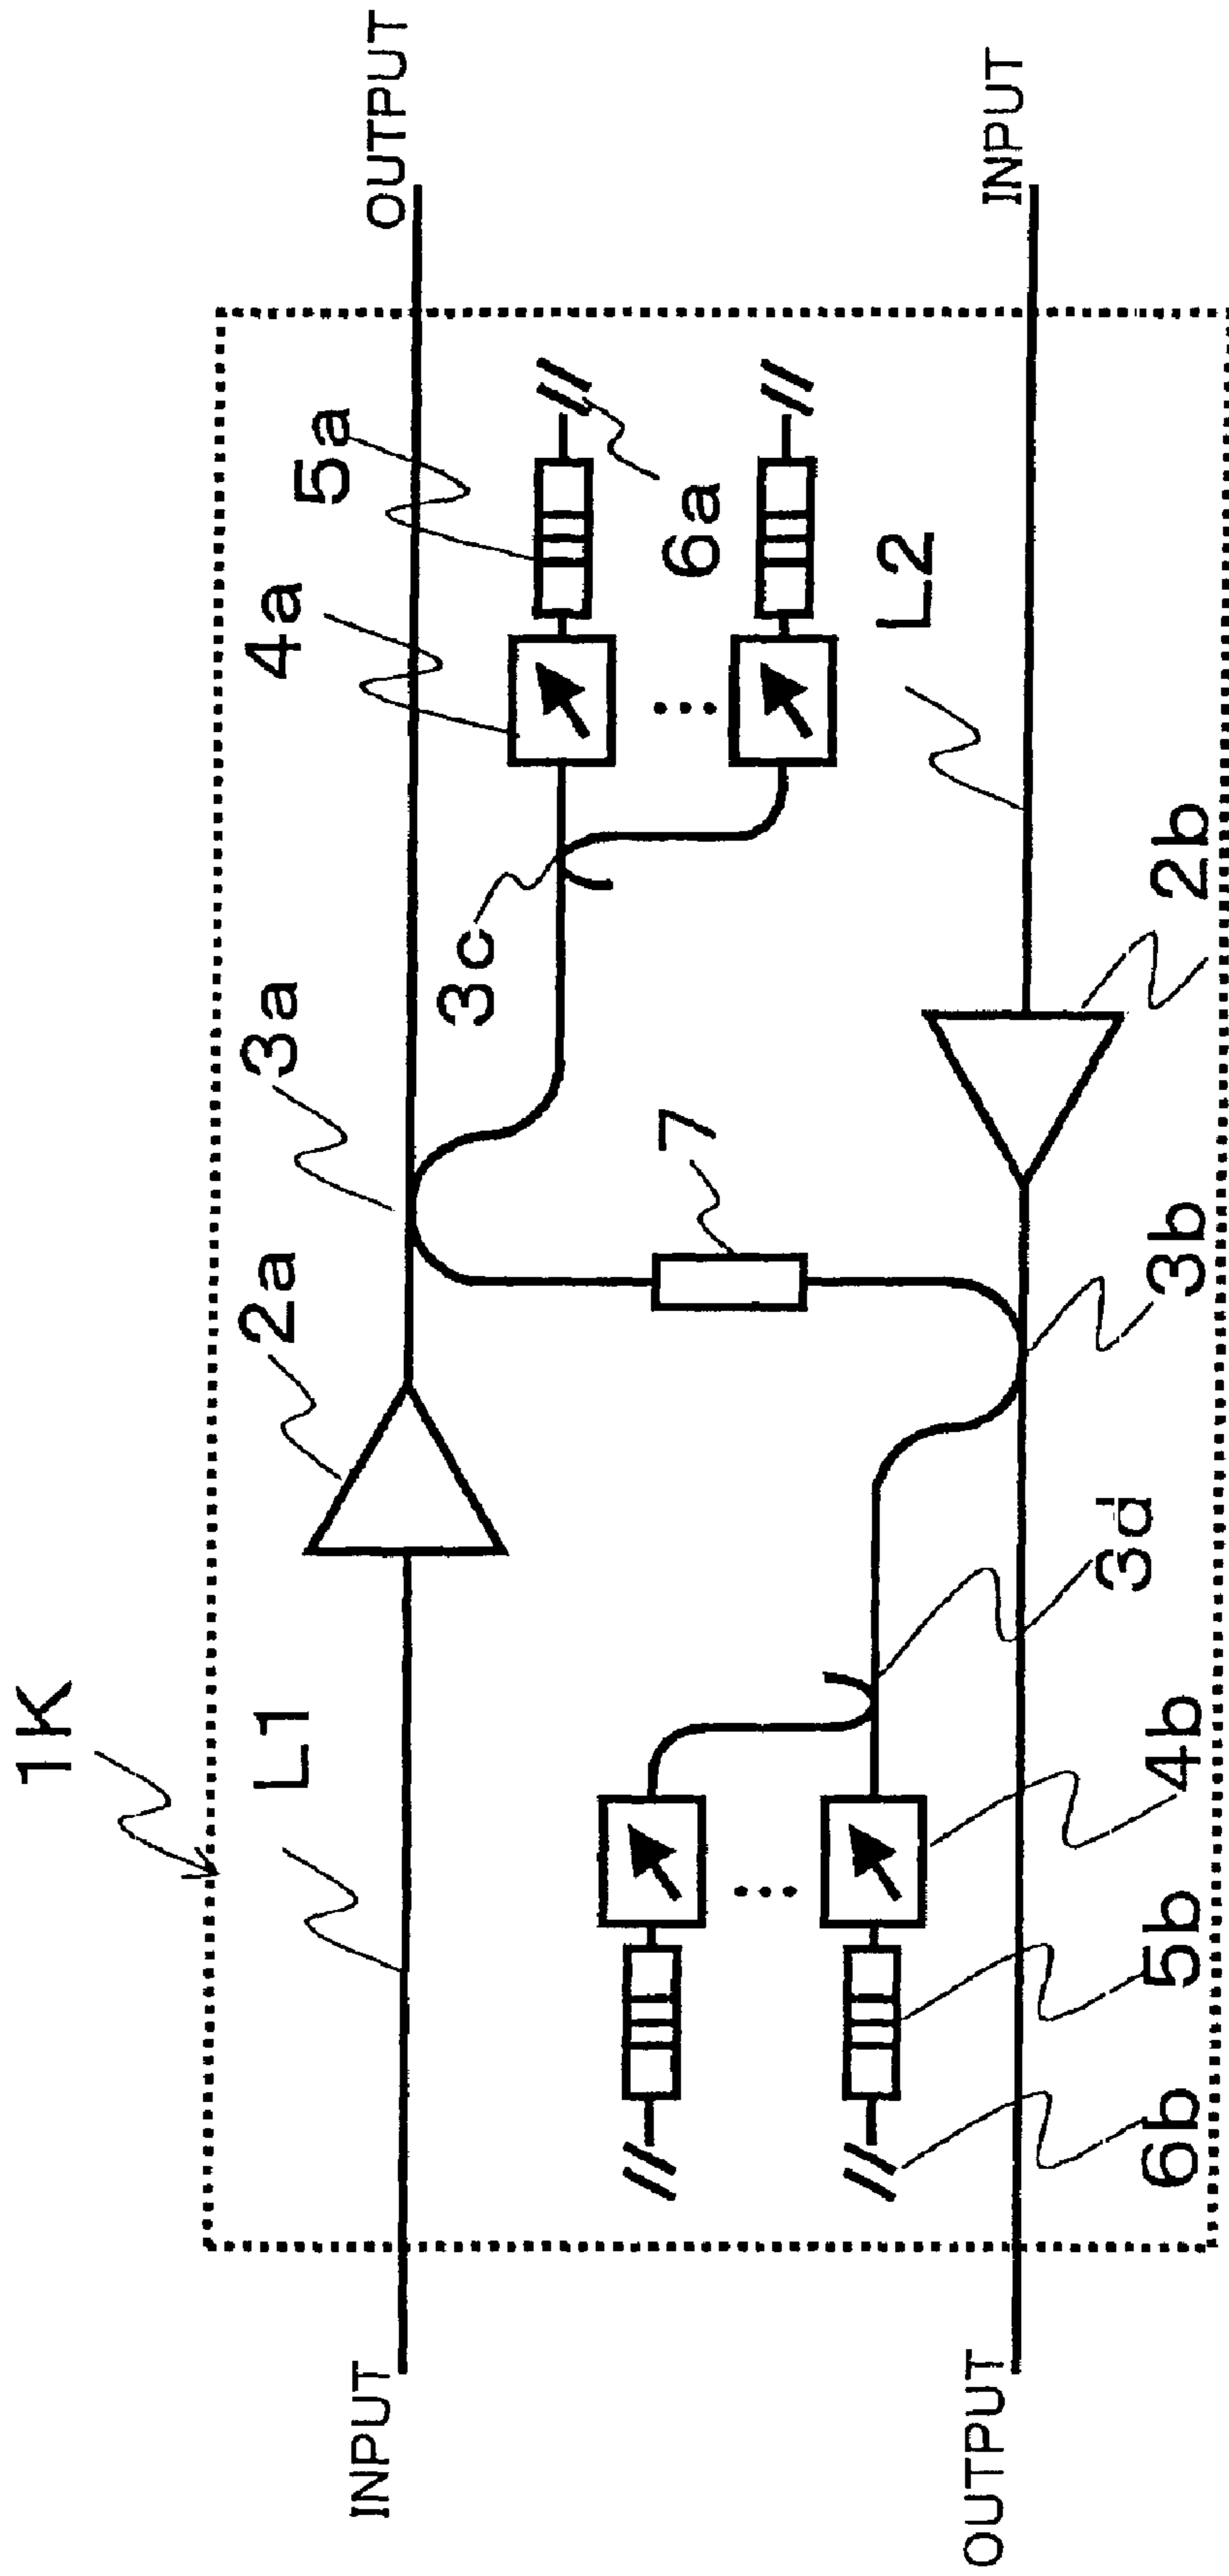 1K
INPUT
L1
2a
3a
4a
5a
OUTPUT
3c
6a
7
L2
3d
OUTPUT
6b
5b
4b
3b
2b
INPUT